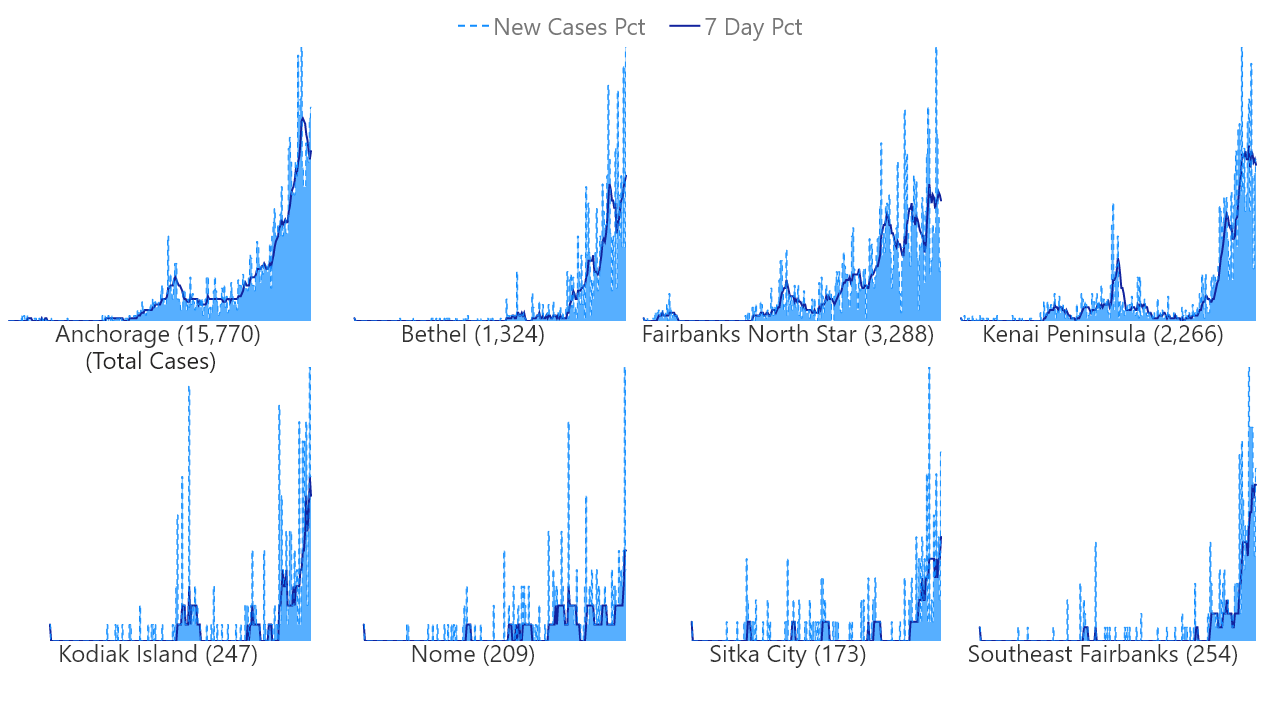 New Cases Pct 7 Day Pct
Anchorage (15,770)
(Total Cases)
Bethel (1,324)
Fairbanks North Star (3,288)
Kenai Peninsula (2,266)
Kodiak Island (247)
Nome (209)
Sitka City (173)
Southeast Fairbanks (254)